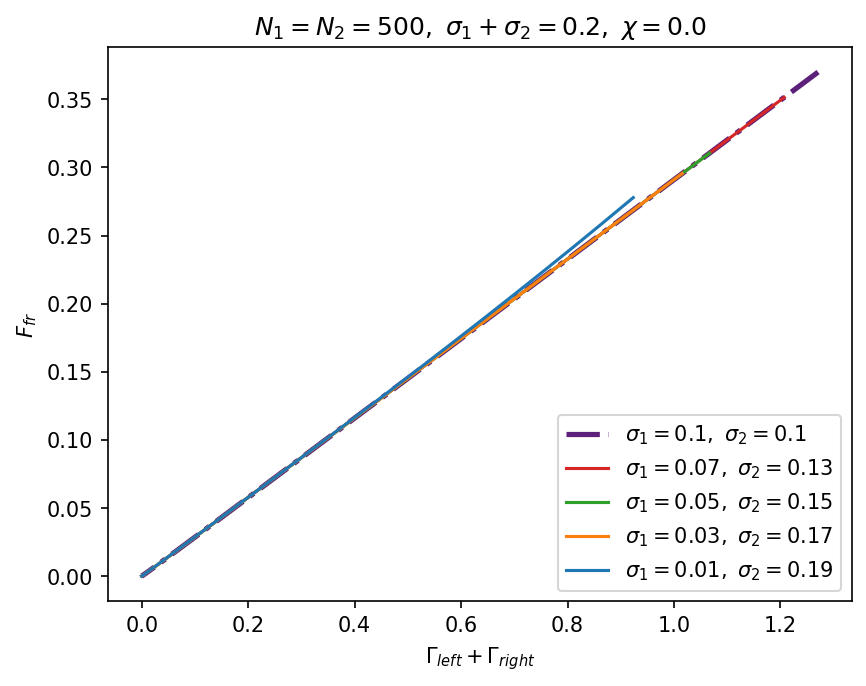 N₁ = N₂ = 500, σ₁ + σ₂ = 0.2, χ = 0.0
F_fr
0.35
0.30
0.25
0.20
0.15
0.10
0.05
0.00
σ₁ = 0.1, σ₂ = 0.1
σ₁ = 0.07, σ₂ = 0.13
σ₁ = 0.05, σ₂ = 0.15
σ₁ = 0.03, σ₂ = 0.17
σ₁ = 0.01, σ₂ = 0.19
0.0 0.2 0.4 0.6 0.8 1.0 1.2
Γ_left + Γ_right